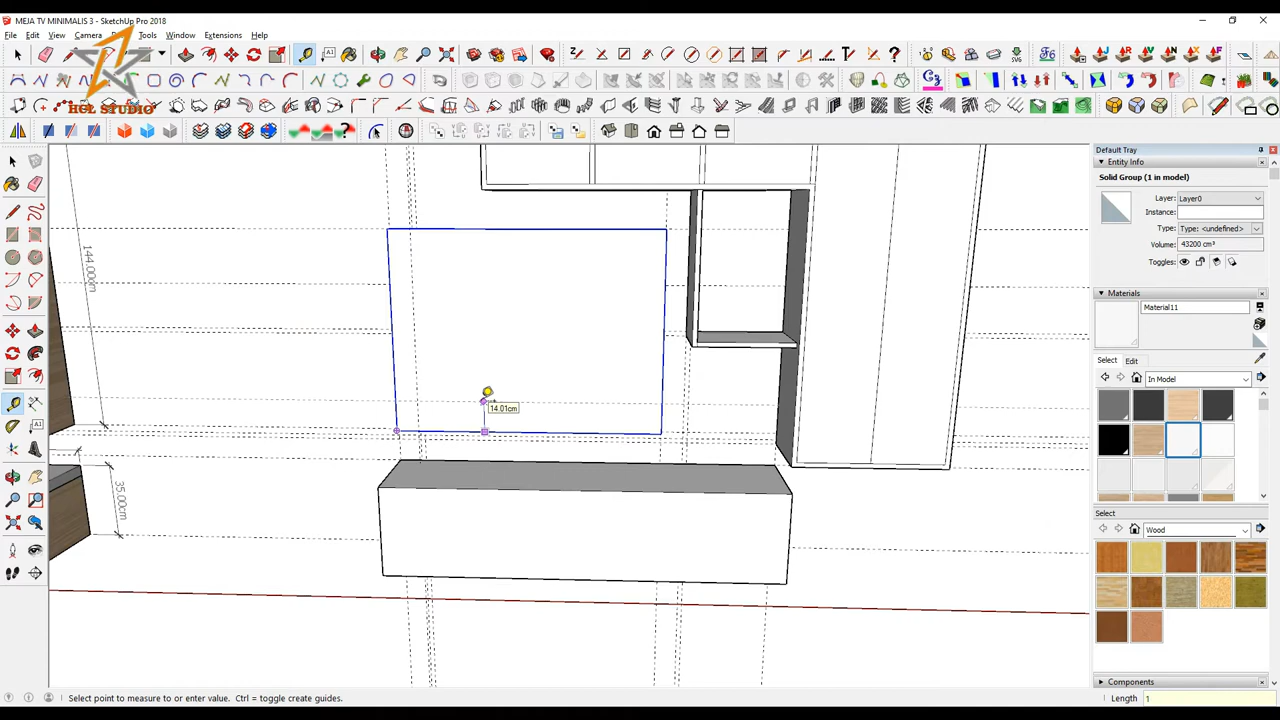 MEJA TV MINIMALIS 3 - SketchUp Pro 2018
File Edit View Camera Tools Window Extensions Help
HCL STUDIO
144.00cm
35.00cm
14.01cm
Default Tray
Entity Info
Solid Group (1 in model)
Layer: Layer0
Instance:
Type: Type: <undefined>
Volume: 43200 cm³
Toggles:
Materials
Material11
Select Edit
In Model
Select
Wood
Components
Select point to measure to or enter value. Ctrl = toggle create guides.
Length 1